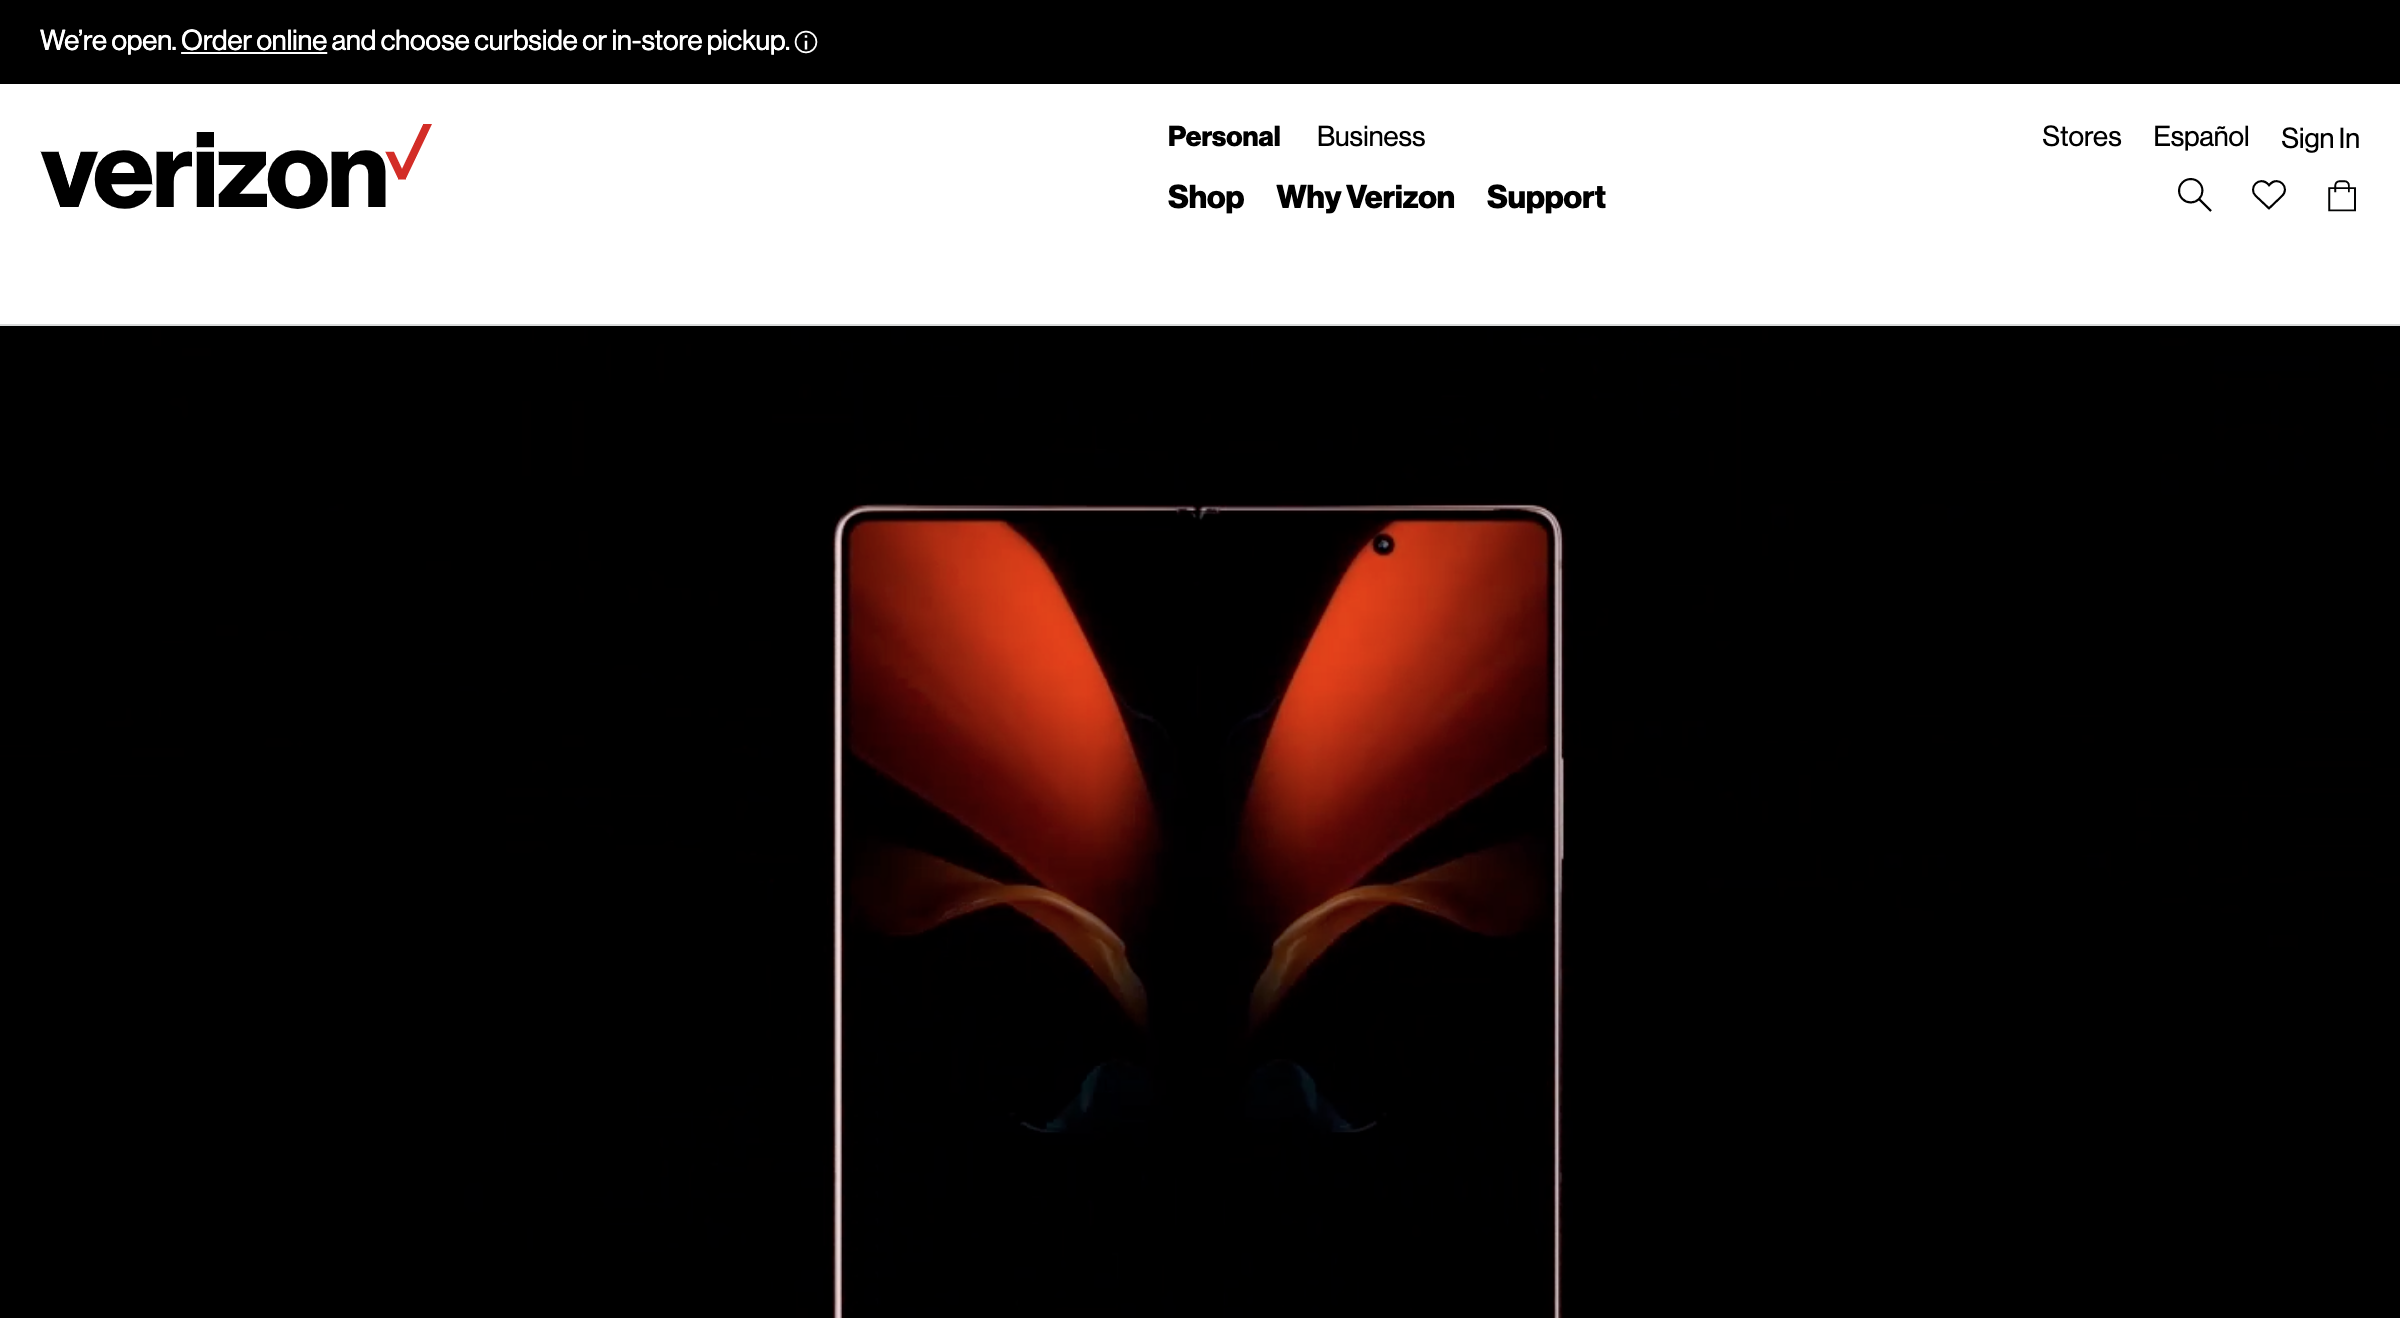 We're open. Order online and choose curbside or in-store pickup.
verizon
Personal Business
Stores Español Sign In
Shop Why Verizon Support